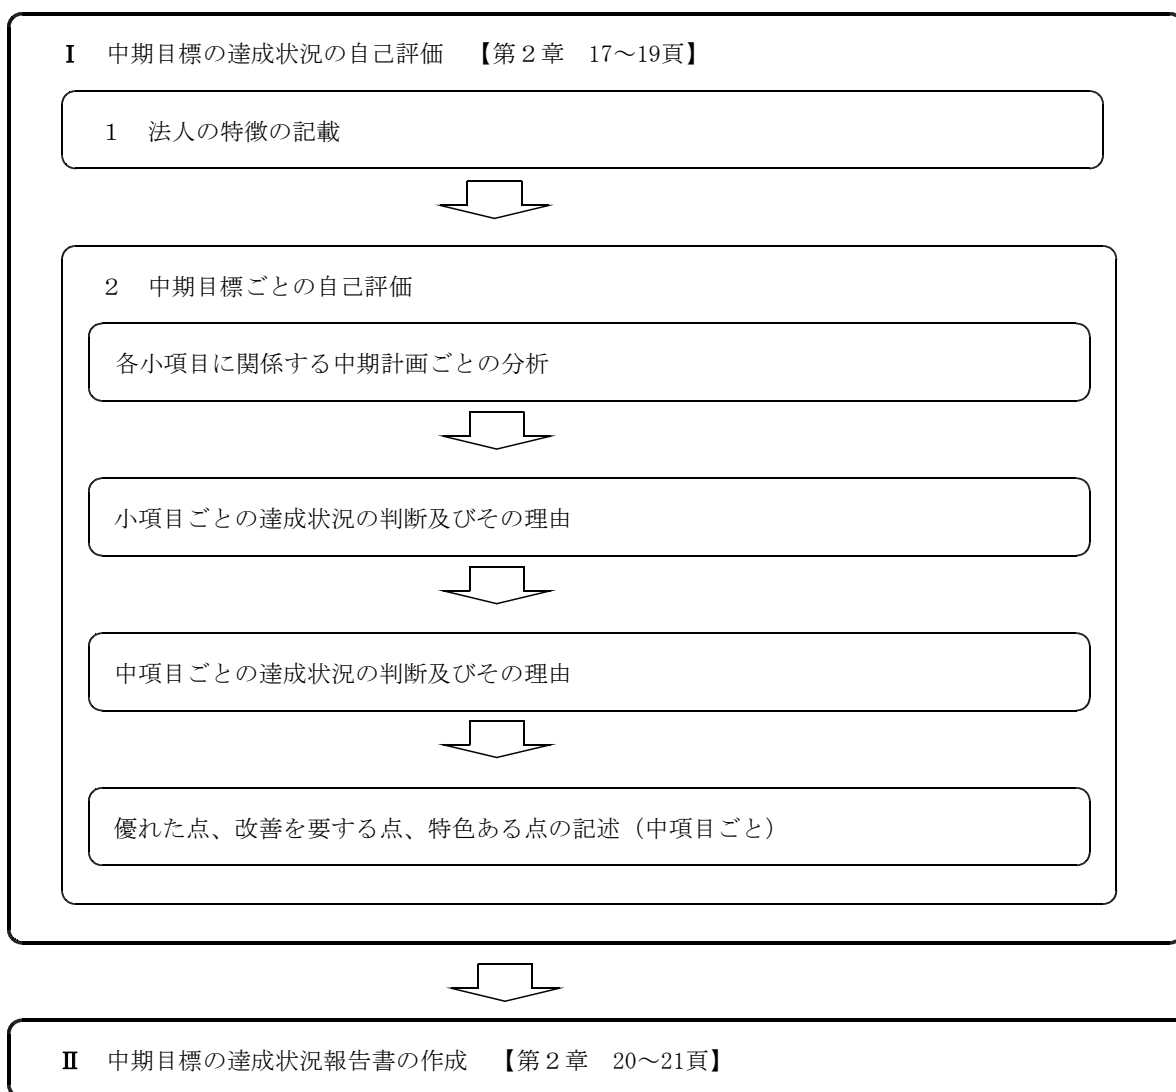 Ⅰ　中期目標の達成状況の自己評価　【第２章　17～19頁】
１　法人の特徴の記載
２　中期目標ごとの自己評価
各小項目に関係する中期計画ごとの分析
小項目ごとの達成状況の判断及びその理由
中項目ごとの達成状況の判断及びその理由
優れた点、改善を要する点、特色ある点の記述（中項目ごと）
Ⅱ　中期目標の達成状況報告書の作成　【第２章　20～21頁】